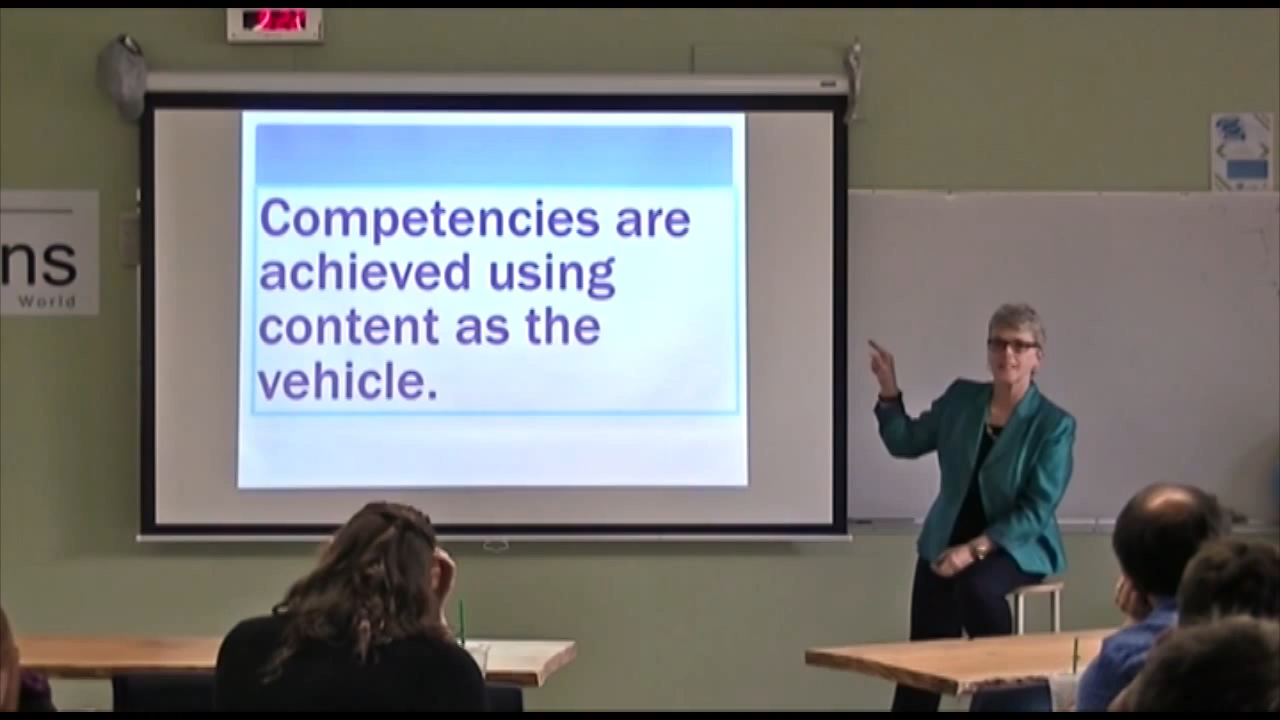 Competencies are
achieved using
content as the
vehicle.
ns
World